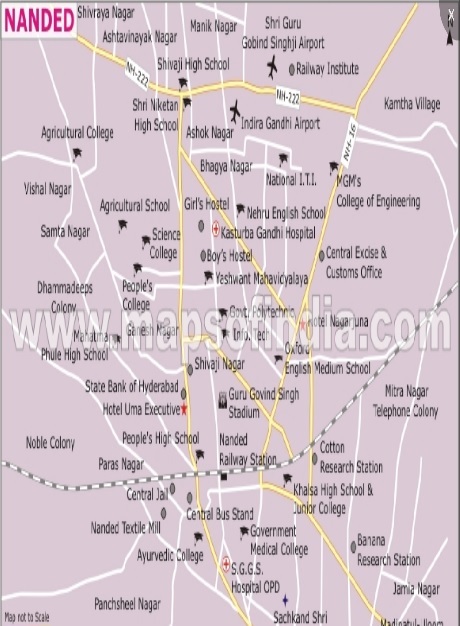 NANDED
x
Shivraya Nagar
Manik Nagar
Shri Guru
Gobind Singhji Airport
Ashtavinayak Nagar
Shivaji High School
Railway Institute
NH-222
NH-222
Shri Niketan
High School
Kamtha Village
Indira Gandhi Airport
Ashok Nagar
Agricultural College
NH-16
Bhagya Nagar
National I.T.I.
MGM's
College of Engineering
Vishal Nagar
Agricultural School
Girl's Hostel
Nehru English School
Samta Nagar
Science
College
Kasturba Gandhi Hospital
Boy's Hostel
Central Excise &
Customs Office
Yeshwant Mahavidyalaya
Dhammadeeps
Colony
People's
College
www.mapsofindia.com
Govt Polytechnic
Hotel Nagarjuna
Mahatma
Phule High School
Ganesh Nagar
Inst. Tech
Oxford
English Medium School
Shivaji Nagar
State Bank of Hyderabad
Guru Govind Singh
Stadium
Mitra Nagar
Telephone Colony
Hotel Uma Executive
Noble Colony
People's High School
Nanded
Railway Station
Cotton
Research Station
Paras Nagar
Central Jail
Khalsa High School &
Junior College
Nanded Textile Mill
Central Bus Stand
Government
Medical College
Banana
Research Station
Ayurvedic College
S.G.G.S.
Hospital OPD
Jamia Nagar
Panchsheel Nagar
Sachkand Shri
Map not to Scale